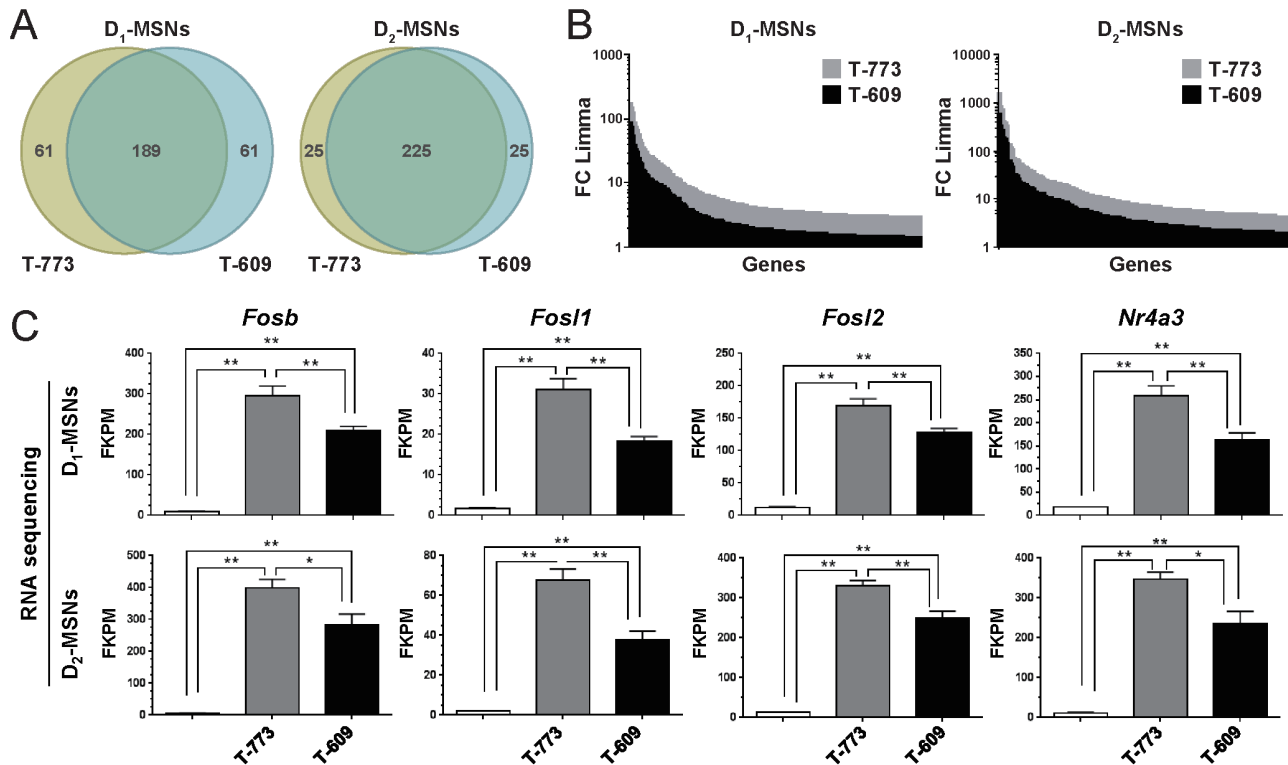 A
D1-MSNs
D2-MSNs
61
189
61
25
225
25
T-773
T-609
T-773
T-609
B
D1-MSNs
1000
100
10
1
FC Limma
T-773
T-609
Genes
D2-MSNs
10000
1000
100
10
1
FC Limma
T-773
T-609
Genes
C
Fosb
Fosl1
Fosl2
Nr4a3
RNA sequencing
D1-MSNs
400
300
200
100
0
FKPM
**
**
**
40
30
20
10
0
FKPM
**
**
**
250
200
150
100
50
0
FKPM
**
**
**
350
300
250
200
150
100
50
0
FKPM
**
**
**
D2-MSNs
500
400
300
200
100
0
FKPM
**
**
*
80
60
40
20
0
FKPM
**
**
**
400
300
200
100
0
FKPM
**
**
**
400
300
200
100
0
FKPM
**
**
*
T-773
T-609
T-773
T-609
T-773
T-609
T-773
T-609